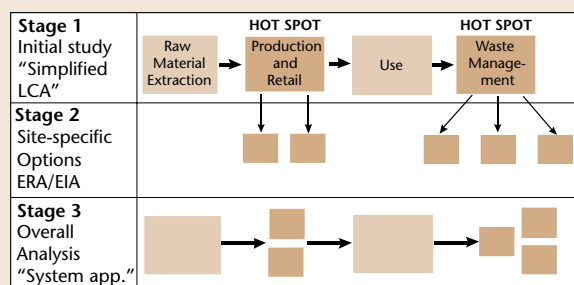 Stage 1
Initial study
“Simplified
LCA”
HOT SPOT
HOT SPOT
Raw
Material
Extraction
Production
and
Retail
Use
Waste
Manage-
ment
Stage 2
Site-specific
Options
ERA/EIA
Stage 3
Overall
Analysis
“System app.”